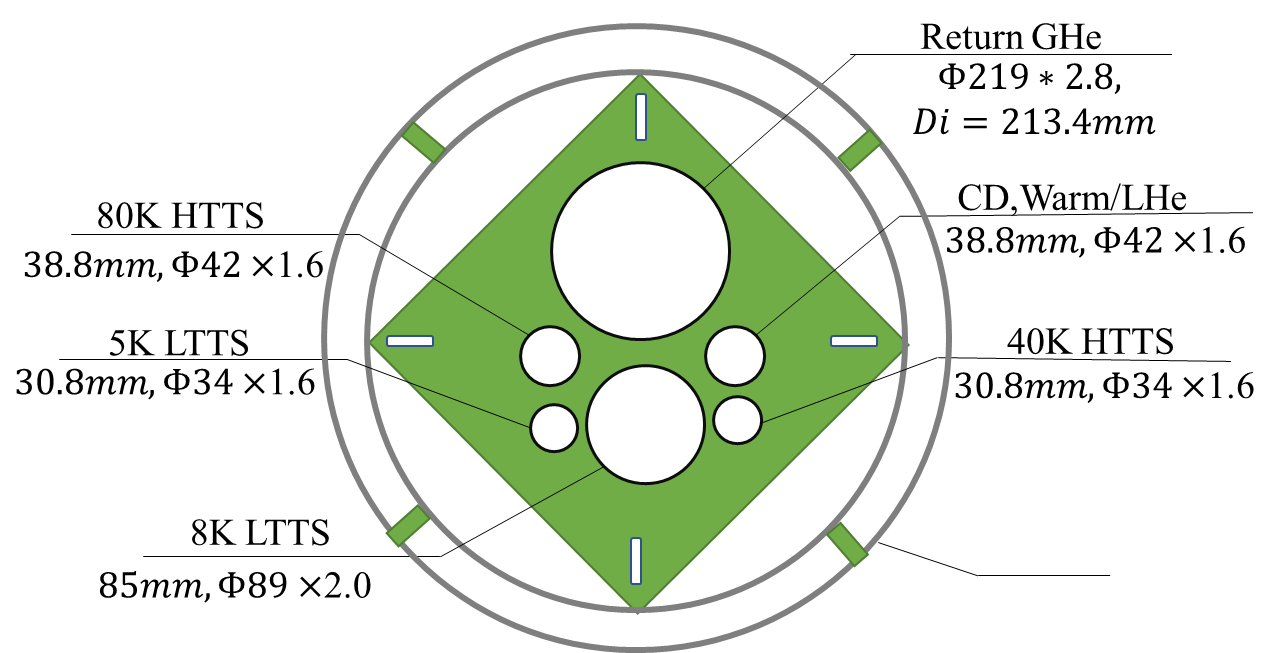 Return GHe
Φ219 ∗ 2.8,
Di = 213.4mm
80K HTTS
38.8mm, Φ42 ×1.6
CD,Warm/LHe
38.8mm, Φ42 ×1.6
5K LTTS
30.8mm, Φ34 ×1.6
40K HTTS
30.8mm, Φ34 ×1.6
8K LTTS
85mm, Φ89 ×2.0